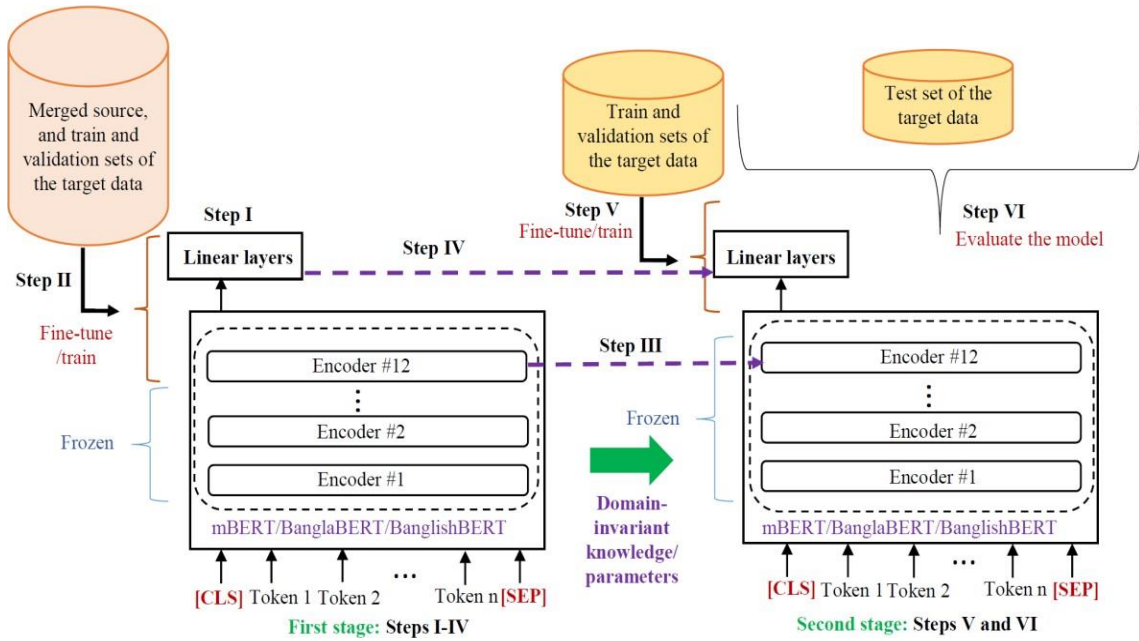 Merged source,
and train and
validation sets of
the target data
Train and
validation sets of
the target data
Test set of the
target data
Step I
Step II
Fine-tune
/train
Linear layers
Step IV
Step V
Fine-tune/train
Linear layers
Step VI
Evaluate the model
Step III
Encoder #12
⋮
Encoder #2
Encoder #1
Frozen
mBERT/BanglaBERT/BanglishBERT
[CLS] Token 1 Token 2 ... Token n [SEP]
First stage: Steps I-IV
Domain-
invariant
knowledge/
parameters
Encoder #12
⋮
Encoder #2
Encoder #1
Frozen
mBERT/BanglaBERT/BanglishBERT
[CLS] Token 1 Token 2 ... Token n [SEP]
Second stage: Steps V and VI